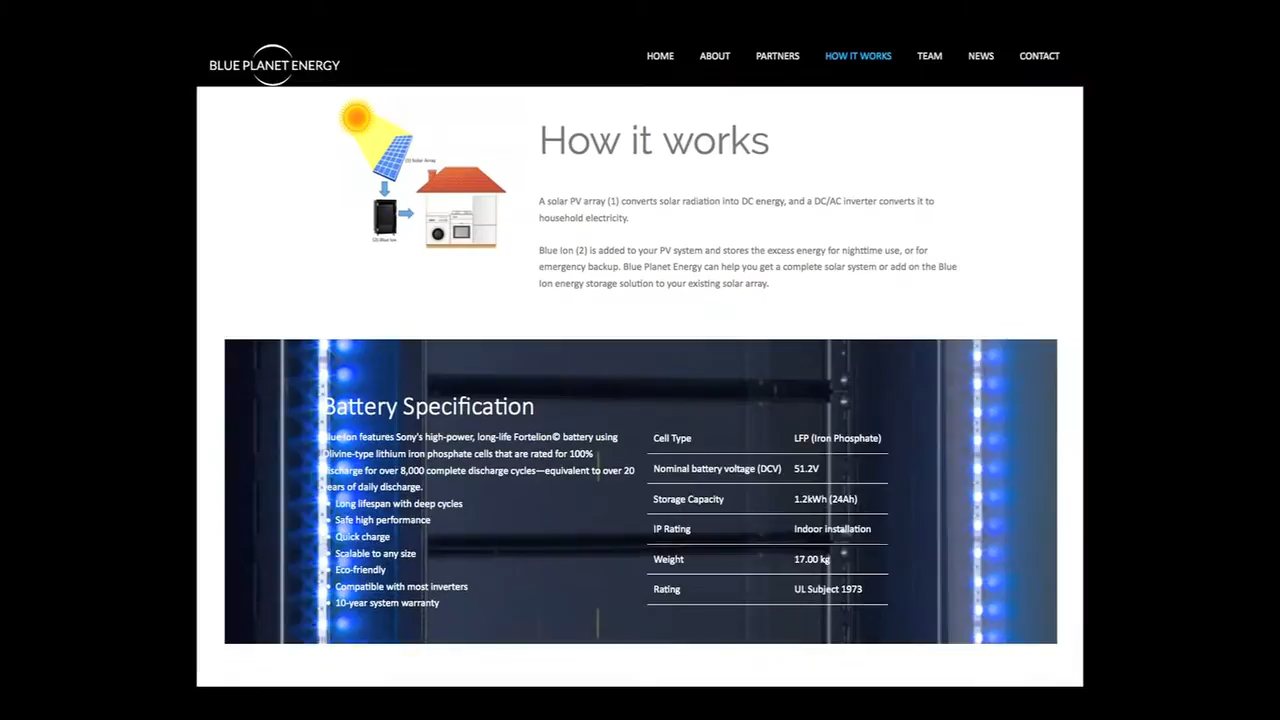 BLUE PLANET ENERGY
HOME ABOUT PARTNERS HOW IT WORKS TEAM NEWS CONTACT
(1) Solar Array
(2) Blue Ion
How it works
A solar PV array (1) converts solar radiation into DC energy, and a DC/AC inverter converts it to
household electricity.
Blue Ion (2) is added to your PV system and stores the excess energy for nighttime use, or for
emergency backup. Blue Planet Energy can help you get a complete solar system or add on the Blue
Ion energy storage solution to your existing solar array.
Battery Specification
Blue Ion features Sony's high-power, long-life Fortelion© battery using
Olivine-type lithium iron phosphate cells that are rated for 100%
discharge for over 8,000 complete discharge cycles—equivalent to over 20
years of daily discharge.
• Long lifespan with deep cycles
• Safe high performance
• Quick charge
• Scalable to any size
• Eco-friendly
• Compatible with most inverters
• 10-year system warranty
Cell Type LFP (Iron Phosphate)
Nominal battery voltage (DCV) 51.2V
Storage Capacity 1.2kWh (24Ah)
IP Rating Indoor installation
Weight 17.00 kg
Rating UL Subject 1973